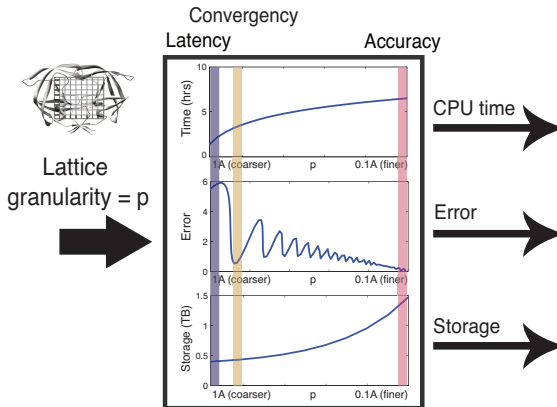 Convergency
Latency
Accuracy
Lattice
granularity = p
Time (hrs)
10
5
0
1A (coarser)
p
0.1A (finer)
CPU time
Error
6
4
2
0
1A (coarser)
p
0.1A (finer)
Error
Storage (TB)
1.5
1
0.5
0
1A (coarser)
p
0.1A (finer)
Storage